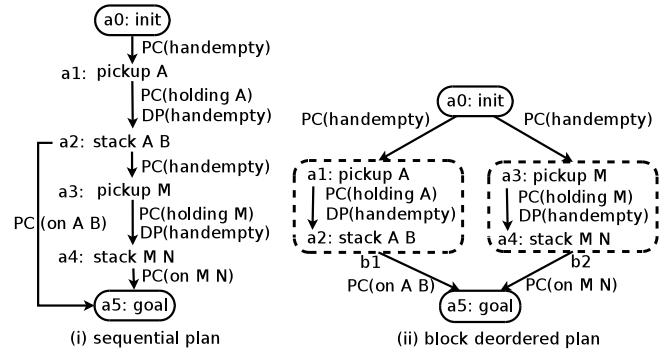 a0: init
PC(handempty)
a1: pickup A
PC(holding A)
DP(handempty)
a2: stack A B
PC(handempty)
a3: pickup M
PC (on A B)
PC(holding M)
DP(handempty)
a4: stack M N
PC(on M N)
a5: goal
(i) sequential plan
a0: init
PC(handempty)
PC(handempty)
a1: pickup A
PC(holding A)
DP(handempty)
a2: stack A B
b1
a3: pickup M
PC(holding M)
DP(handempty)
a4: stack M N
b2
PC(on A B)
PC(on M N)
a5: goal
(ii) block deordered plan